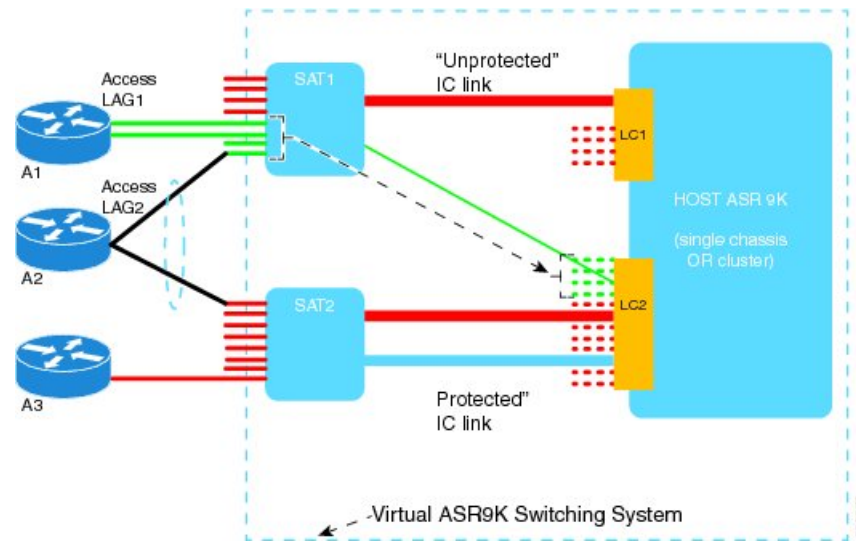 Access
LAG1
A1
Access
LAG2
A2
A3
SAT1
SAT2
“Unprotected”
IC link
Protected”
IC link
LC1
LC2
HOST ASR 9K
(single chassis
OR cluster)
Virtual ASR9K Switching System